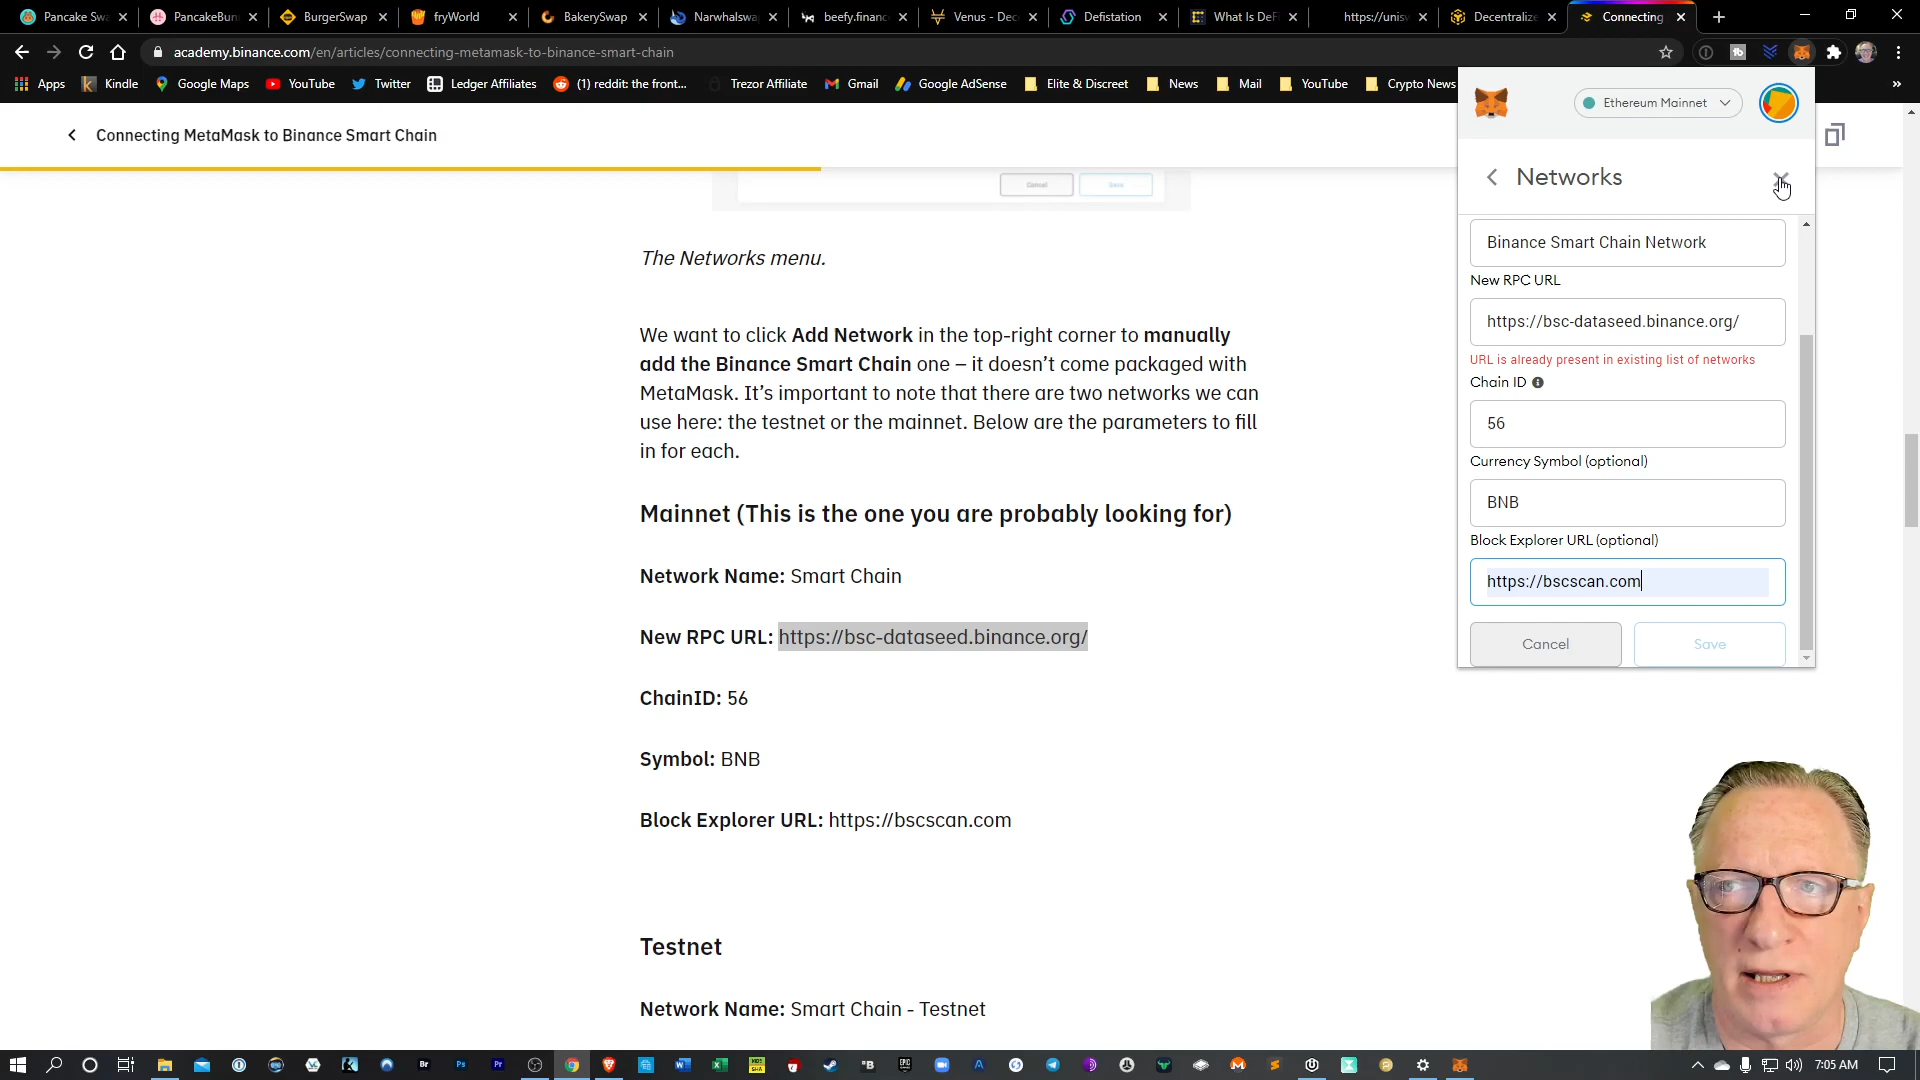 Pancake Swa
PancakeBun
BurgerSwap
fryWorld
BakerySwap
Narwhalswa
beefy.financ
Venus - Dec
Defistation
What Is DeF
https://unisv
Decentralize
Connecting
academy.binance.com/en/articles/connecting-metamask-to-binance-smart-chain
Apps
Kindle
Google Maps
YouTube
Twitter
Ledger Affiliates
(1) reddit: the front...
Trezor Affiliate
Gmail
Google AdSense
Elite & Discreet
News
Mail
YouTube
Crypto News
Connecting MetaMask to Binance Smart Chain
Cancel
Save
The Networks menu.
We want to click Add Network in the top-right corner to manually
add the Binance Smart Chain one – it doesn’t come packaged with
MetaMask. It’s important to note that there are two networks we can
use here: the testnet or the mainnet. Below are the parameters to fill
in for each.
Mainnet (This is the one you are probably looking for)
Network Name: Smart Chain
New RPC URL: https://bsc-dataseed.binance.org/
ChainID: 56
Symbol: BNB
Block Explorer URL: https://bscscan.com
Testnet
Network Name: Smart Chain - Testnet
Ethereum Mainnet
Networks
Binance Smart Chain Network
New RPC URL
https://bsc-dataseed.binance.org/
URL is already present in existing list of networks
Chain ID
56
Currency Symbol (optional)
BNB
Block Explorer URL (optional)
https://bscscan.com
Cancel
Save
Br
Ps
Pr
7:05 AM